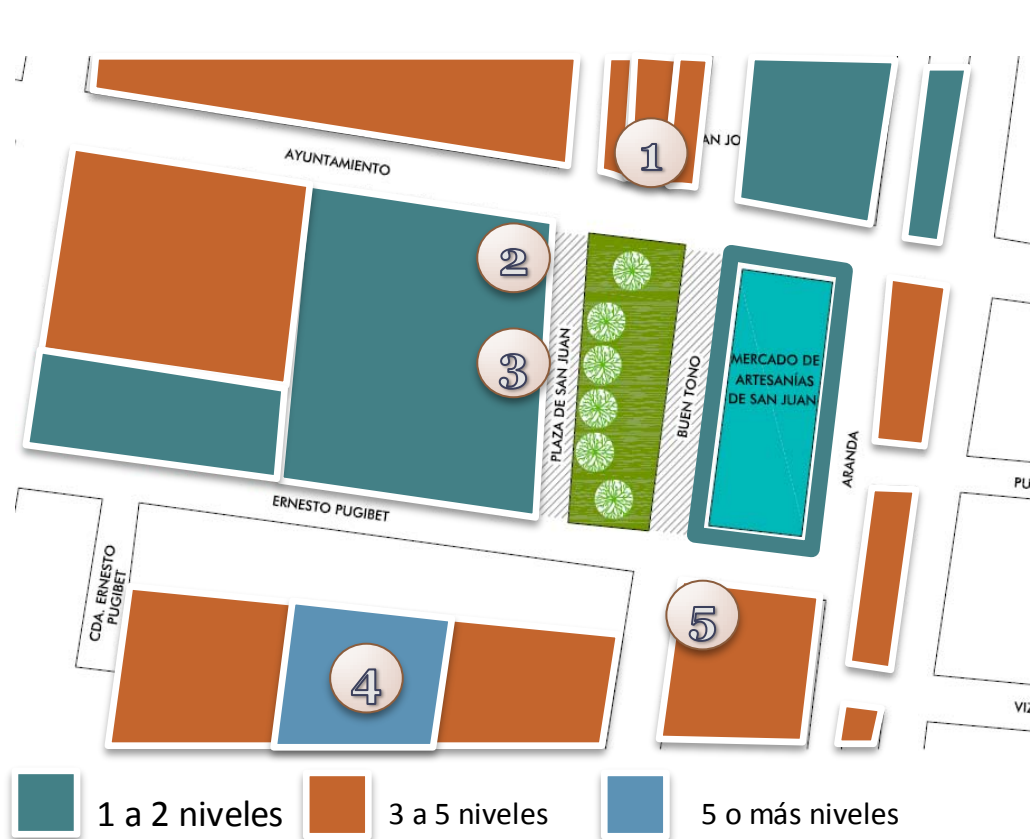 AYUNTAMIENTO
1
AN JO
2
3
PLAZA DE SAN JUAN
BUEN TONO
MERCADO DE
ARTESANÍAS
DE SAN JUAN
ARANDA
PU
ERNESTO PUGIBET
CDA. ERNESTO
PUGIBET
4
5
VIZ
1 a 2 niveles
3 a 5 niveles
5 o más niveles